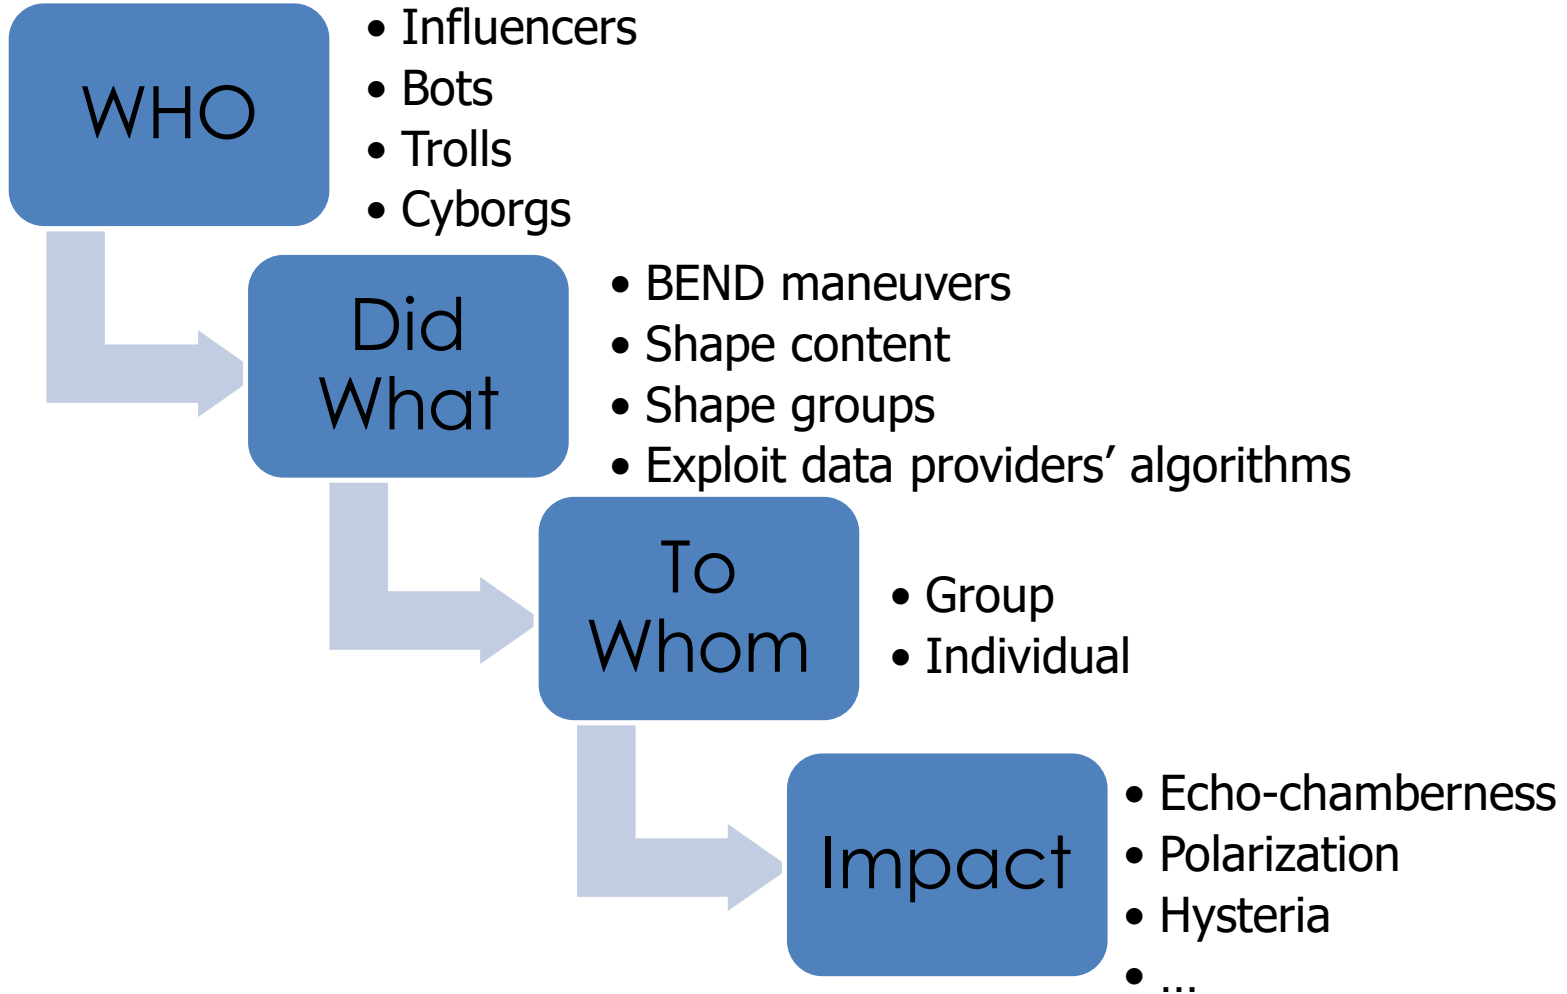 WHO
• Influencers
• Bots
• Trolls
• Cyborgs
Did
What
• BEND maneuvers
• Shape content
• Shape groups
• Exploit data providers’ algorithms
To
Whom
• Group
• Individual
Impact
• Echo-chamberness
• Polarization
• Hysteria
• ...